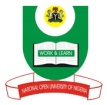 WORK & LEARN
NATIONAL OPEN UNIVERSITY OF NIGERIA